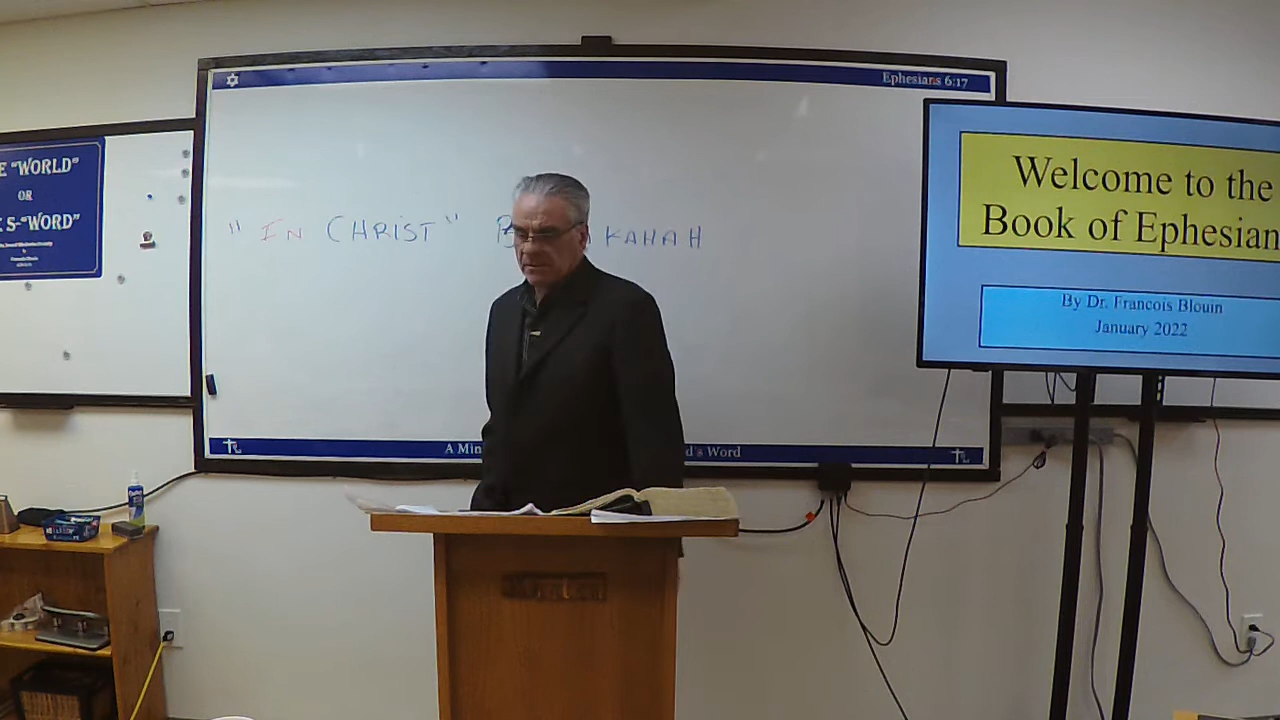 Ephesians 6:17
"WORLD"
OR
S-"WORD"
"IN CHRIST" B KAHAH
Welcome to the
Book of Ephesian
By Dr. Francois Blouin
January 2022
A Min d's Word